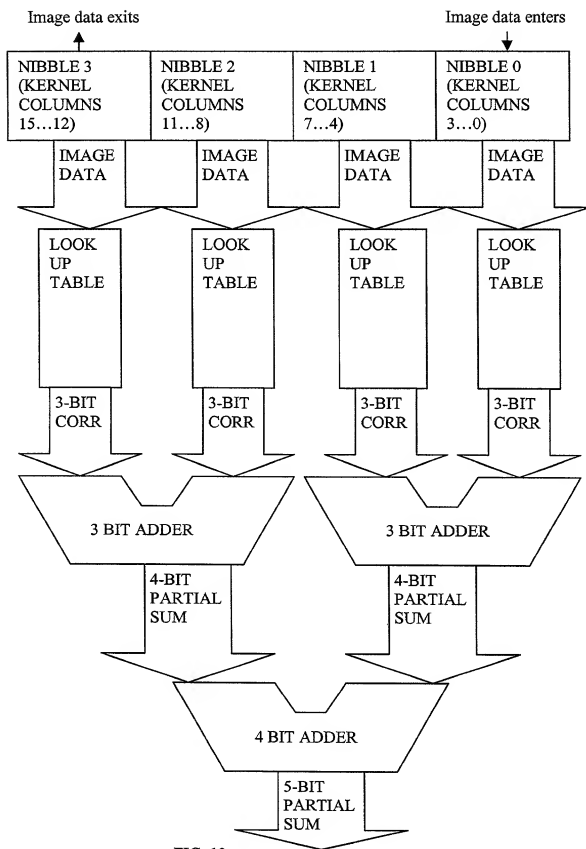 Image data exits
Image data enters
NIBBLE 3
(KERNEL
COLUMNS
15...12)
NIBBLE 2
(KERNEL
COLUMNS
11...8)
NIBBLE 1
(KERNEL
COLUMNS
7...4)
NIBBLE 0
(KERNEL
COLUMNS
3...0)
IMAGE
DATA
IMAGE
DATA
IMAGE
DATA
IMAGE
DATA
LOOK
UP
TABLE
LOOK
UP
TABLE
LOOK
UP
TABLE
LOOK
UP
TABLE
3-BIT
CORR
3-BIT
CORR
3-BIT
CORR
3-BIT
CORR
3 BIT ADDER
3 BIT ADDER
4-BIT
PARTIAL
SUM
4-BIT
PARTIAL
SUM
4 BIT ADDER
5-BIT
PARTIAL
SUM